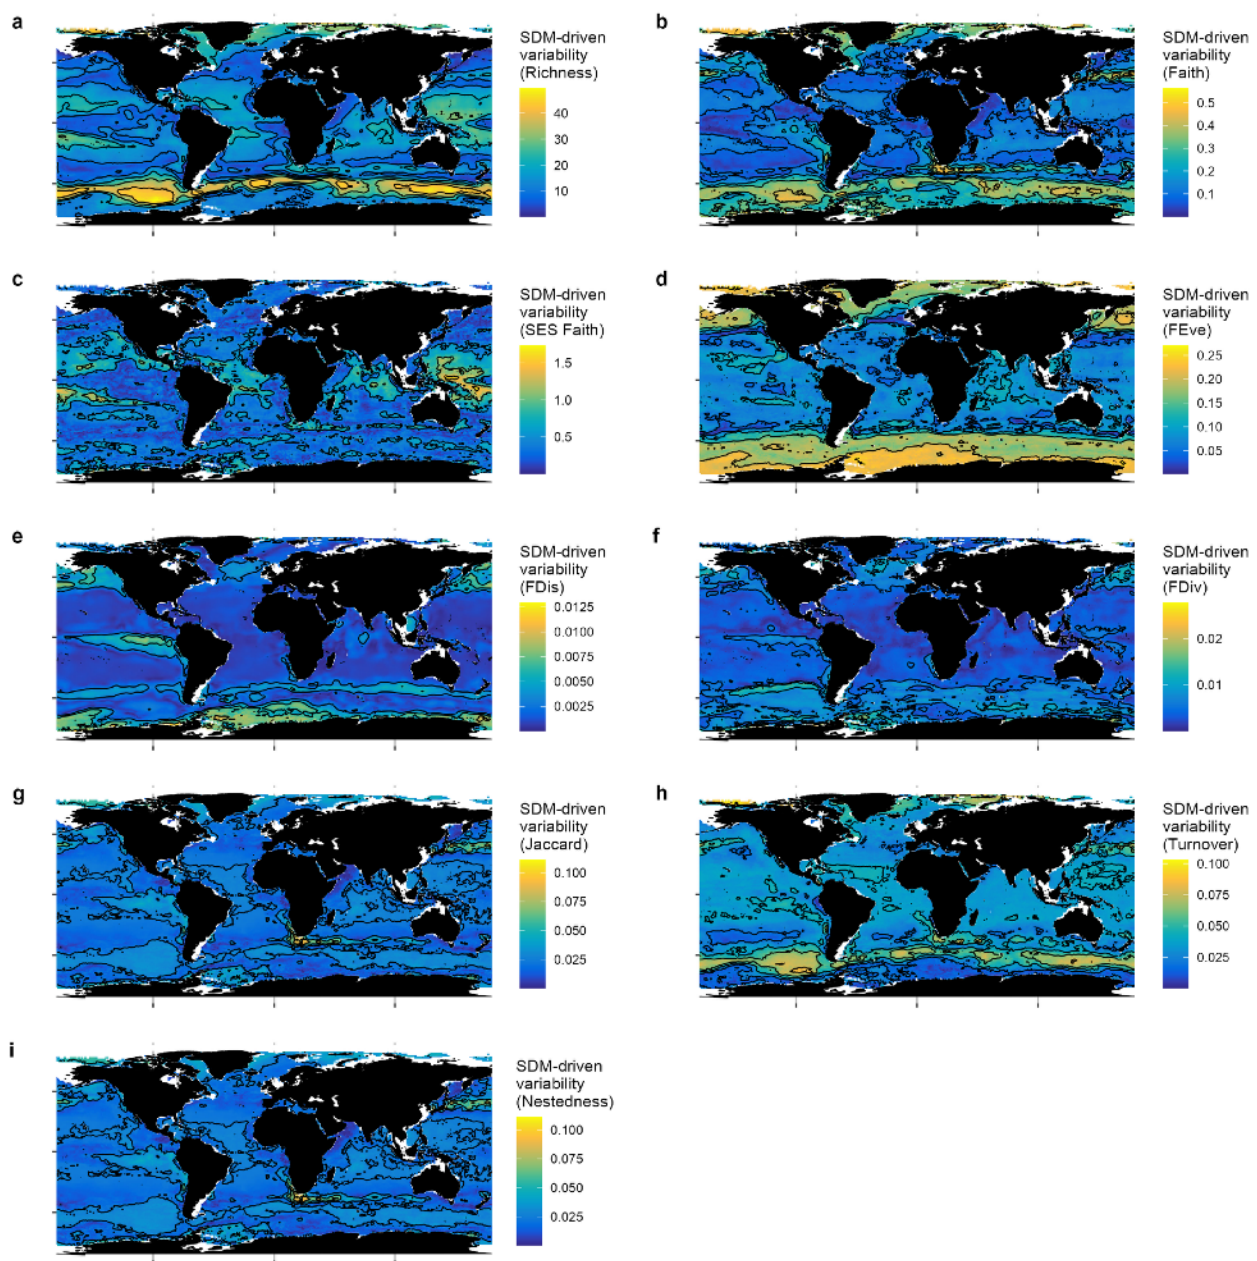 a
SDM-driven
variability
(Richness)
40
30
20
10
b
SDM-driven
variability
(Faith)
0.5
0.4
0.3
0.2
0.1
c
SDM-driven
variability
(SES Faith)
1.5
1.0
0.5
d
SDM-driven
variability
(FEve)
0.25
0.20
0.15
0.10
0.05
e
SDM-driven
variability
(FDis)
0.0125
0.0100
0.0075
0.0050
0.0025
f
SDM-driven
variability
(FDiv)
0.02
0.01
g
SDM-driven
variability
(Jaccard)
0.100
0.075
0.050
0.025
h
SDM-driven
variability
(Turnover)
0.100
0.075
0.050
0.025
i
SDM-driven
variability
(Nestedness)
0.100
0.075
0.050
0.025